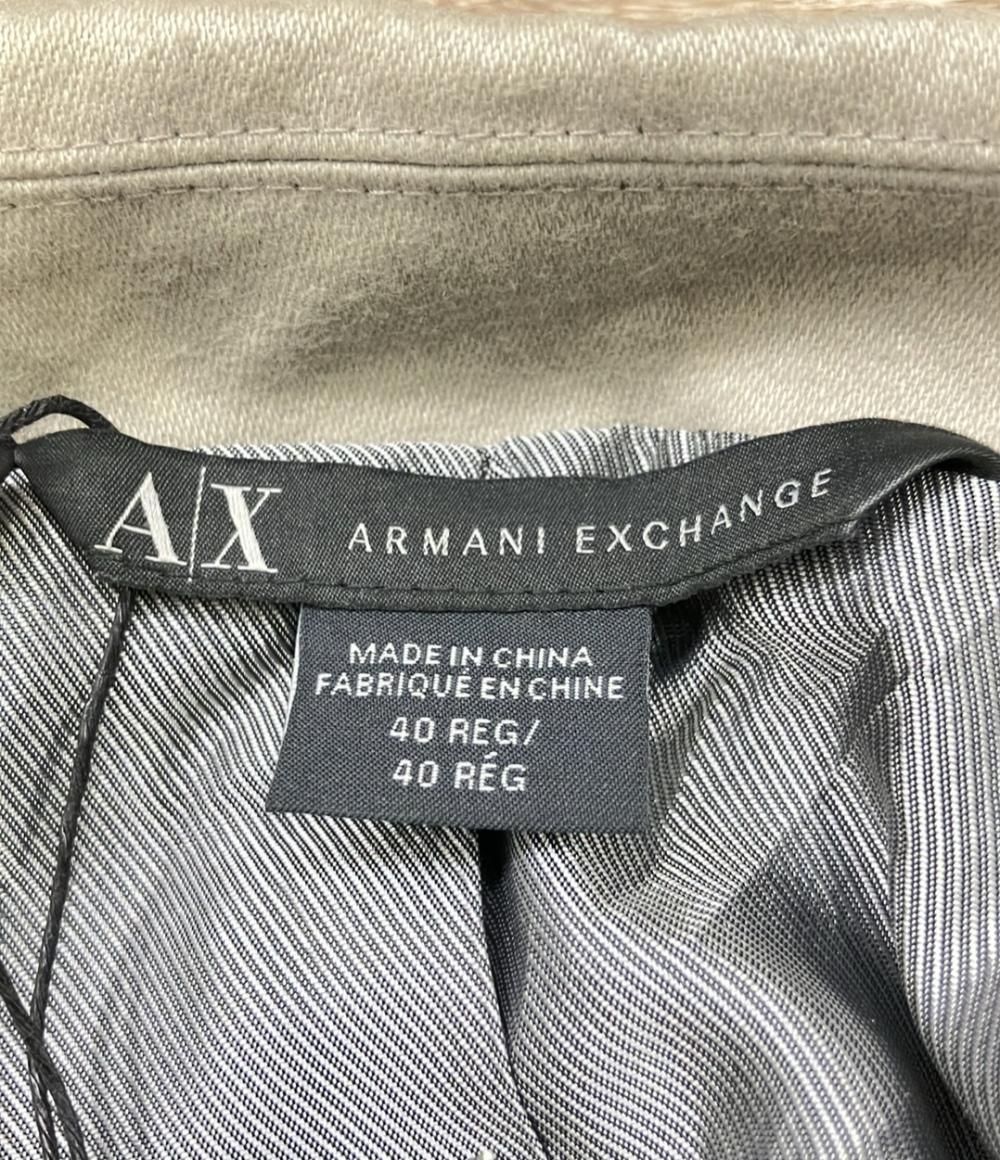 A|X ARMANI EXCHANGE
MADE IN CHINA
FABRIQUÉ EN CHINE
40 REG/
40 RÉG